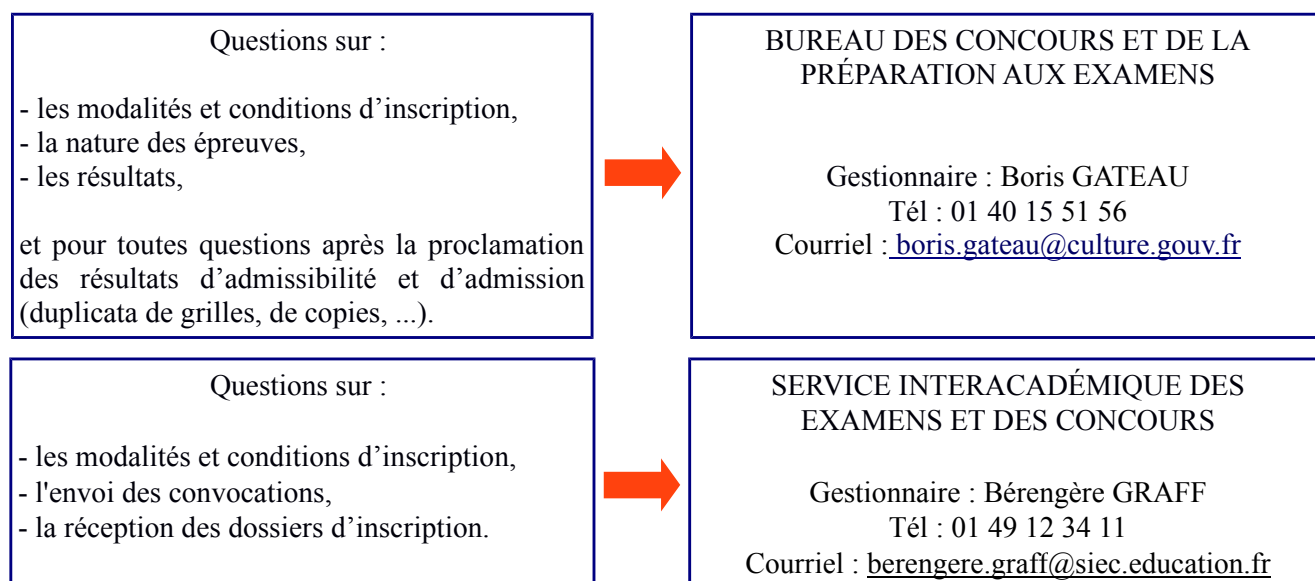 Questions sur :
- les modalités et conditions d’inscription,
- la nature des épreuves,
- les résultats,
et pour toutes questions après la proclamation
des résultats d’admissibilité et d’admission
(duplicata de grilles, de copies, ...).
BUREAU DES CONCOURS ET DE LA
PRÉPARATION AUX EXAMENS
Gestionnaire : Boris GATEAU
Tél : 01 40 15 51 56
Courriel : boris.gateau@culture.gouv.fr
Questions sur :
- les modalités et conditions d’inscription,
- l'envoi des convocations,
- la réception des dossiers d’inscription.
SERVICE INTERACADÉMIQUE DES
EXAMENS ET DES CONCOURS
Gestionnaire : Bérengère GRAFF
Tél : 01 49 12 34 11
Courriel : berengere.graff@siec.education.fr